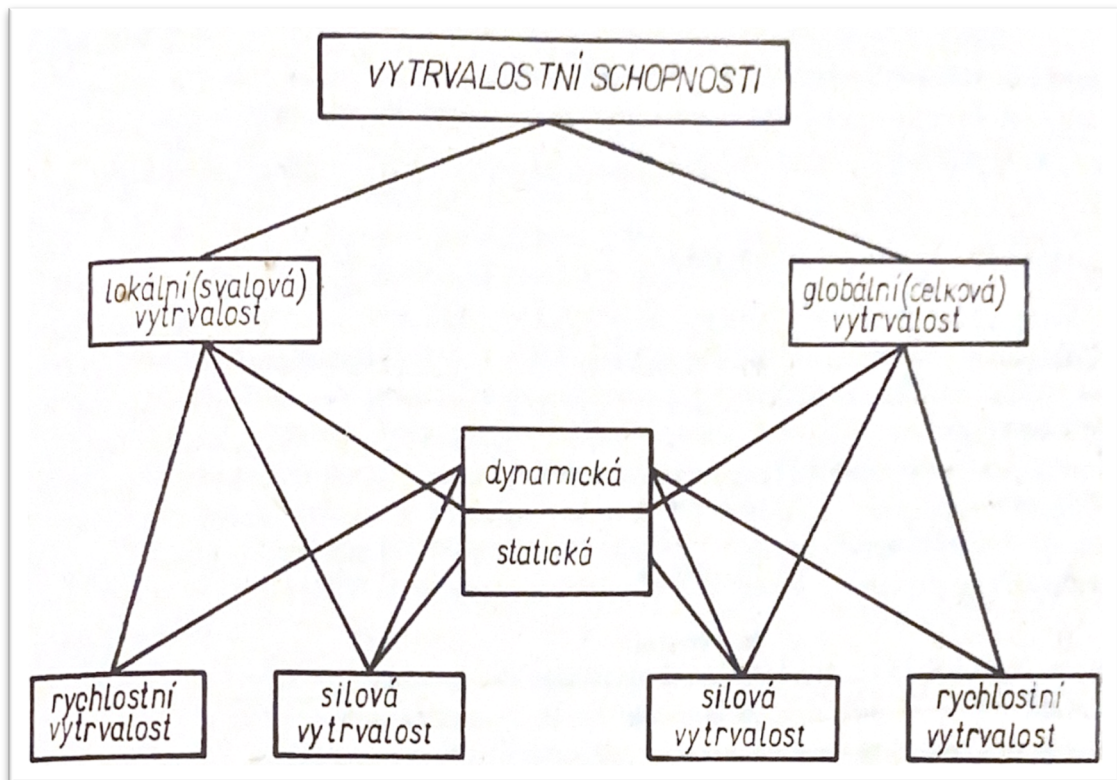 VYTRVALOSTNÍ SCHOPNOSTI
lokální(svalová)
vytrvalost
globální(celková)
vytrvalost
dynamická
statická
rychlostní
vytrvalost
silová
vytrvalost
silová
vytrvalost
rychlostní
vytrvalost